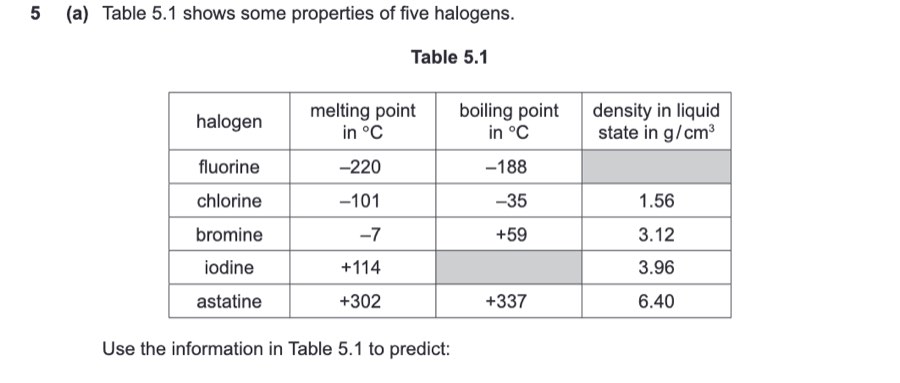 5 (a) Table 5.1 shows some properties of five halogens.
Table 5.1
halogen melting point in °C boiling point in °C density in liquid state in g/cm³
fluorine –220 –188
chlorine –101 –35 1.56
bromine –7 +59 3.12
iodine +114 3.96
astatine +302 +337 6.40
Use the information in Table 5.1 to predict: